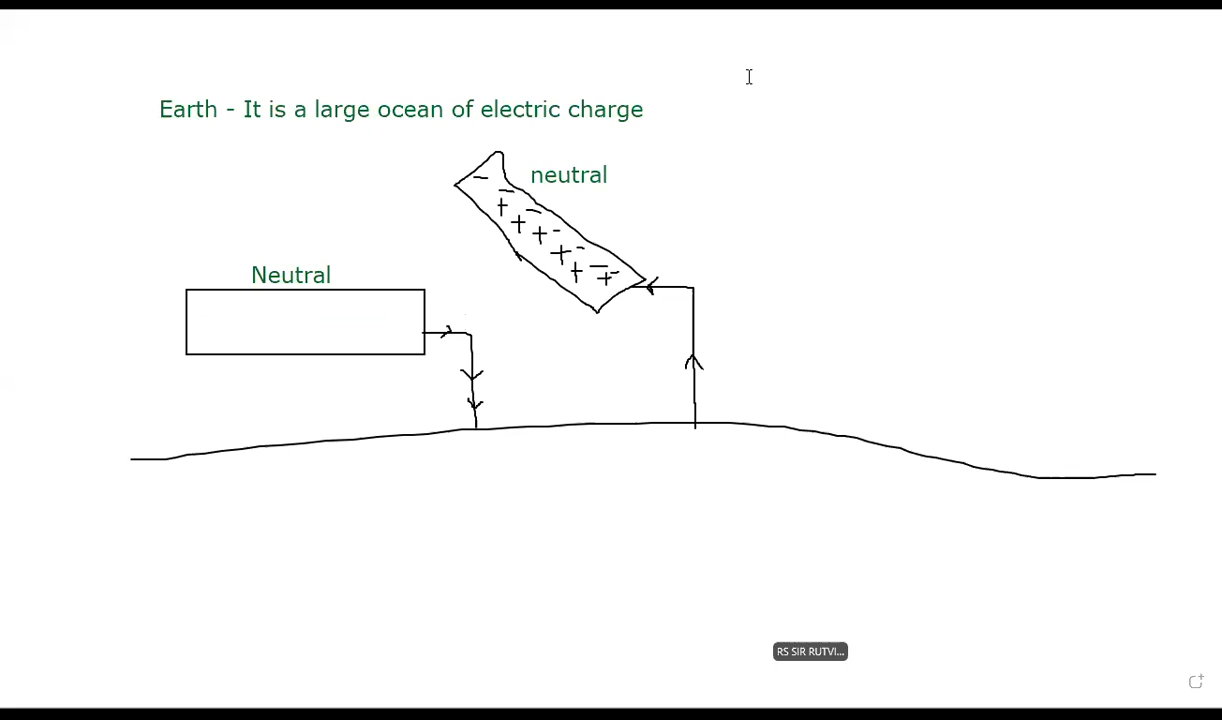 Earth - It is a large ocean of electric charge
neutral
Neutral
RS SIR RUTVI...